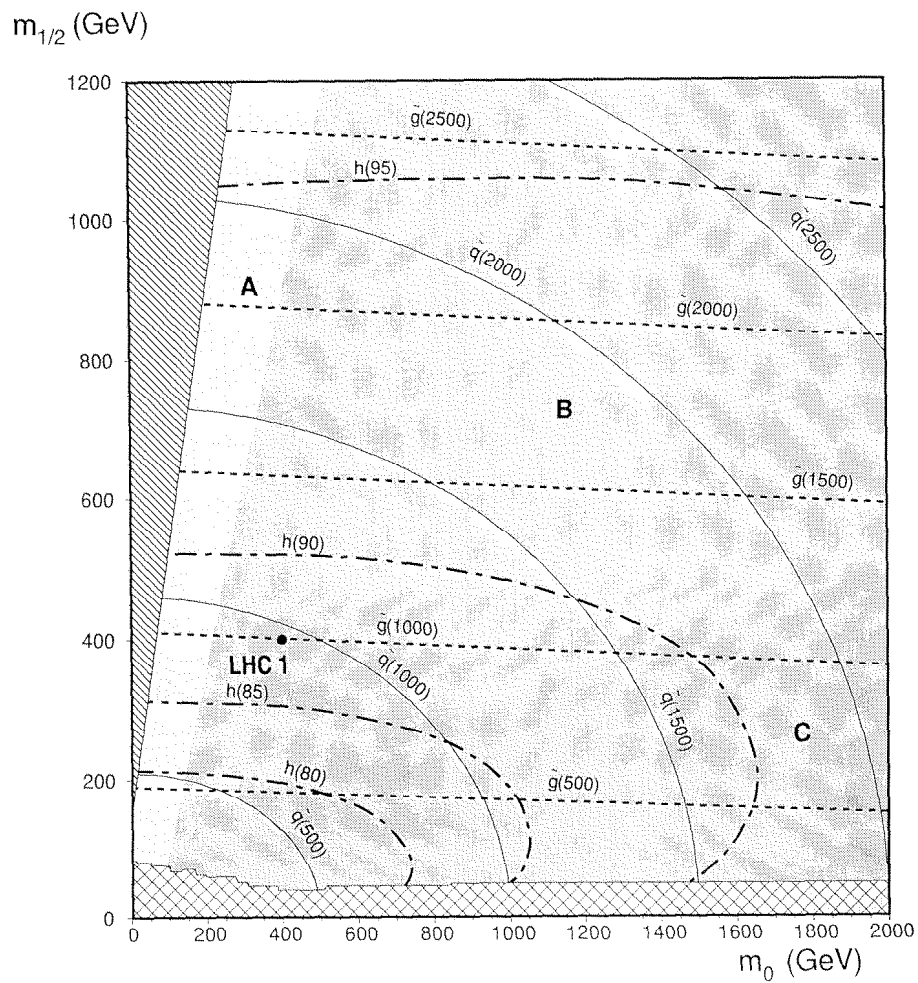 m1/2 (GeV)
1200
g̃(2500)
h(95)
1000
q̃(2500)
q̃(2000)
A
g̃(2000)
800
B
g̃(1500)
600
h(90)
g̃(1000)
400
LHC 1
q̃(1000)
h(85)
q̃(1500)
C
h(80)
g̃(500)
200
q̃(500)
0
0 200 400 600 800 1000 1200 1400 1600 1800 2000
m0 (GeV)